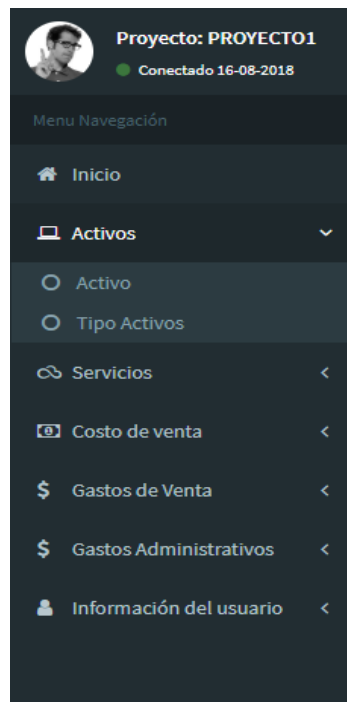 Proyecto: PROYECTO1
Conectado 16-08-2018
Menu Navegación
Inicio
Activos
Activo
Tipo Activos
Servicios
Costo de venta
$ Gastos de Venta
$ Gastos Administrativos
Información del usuario